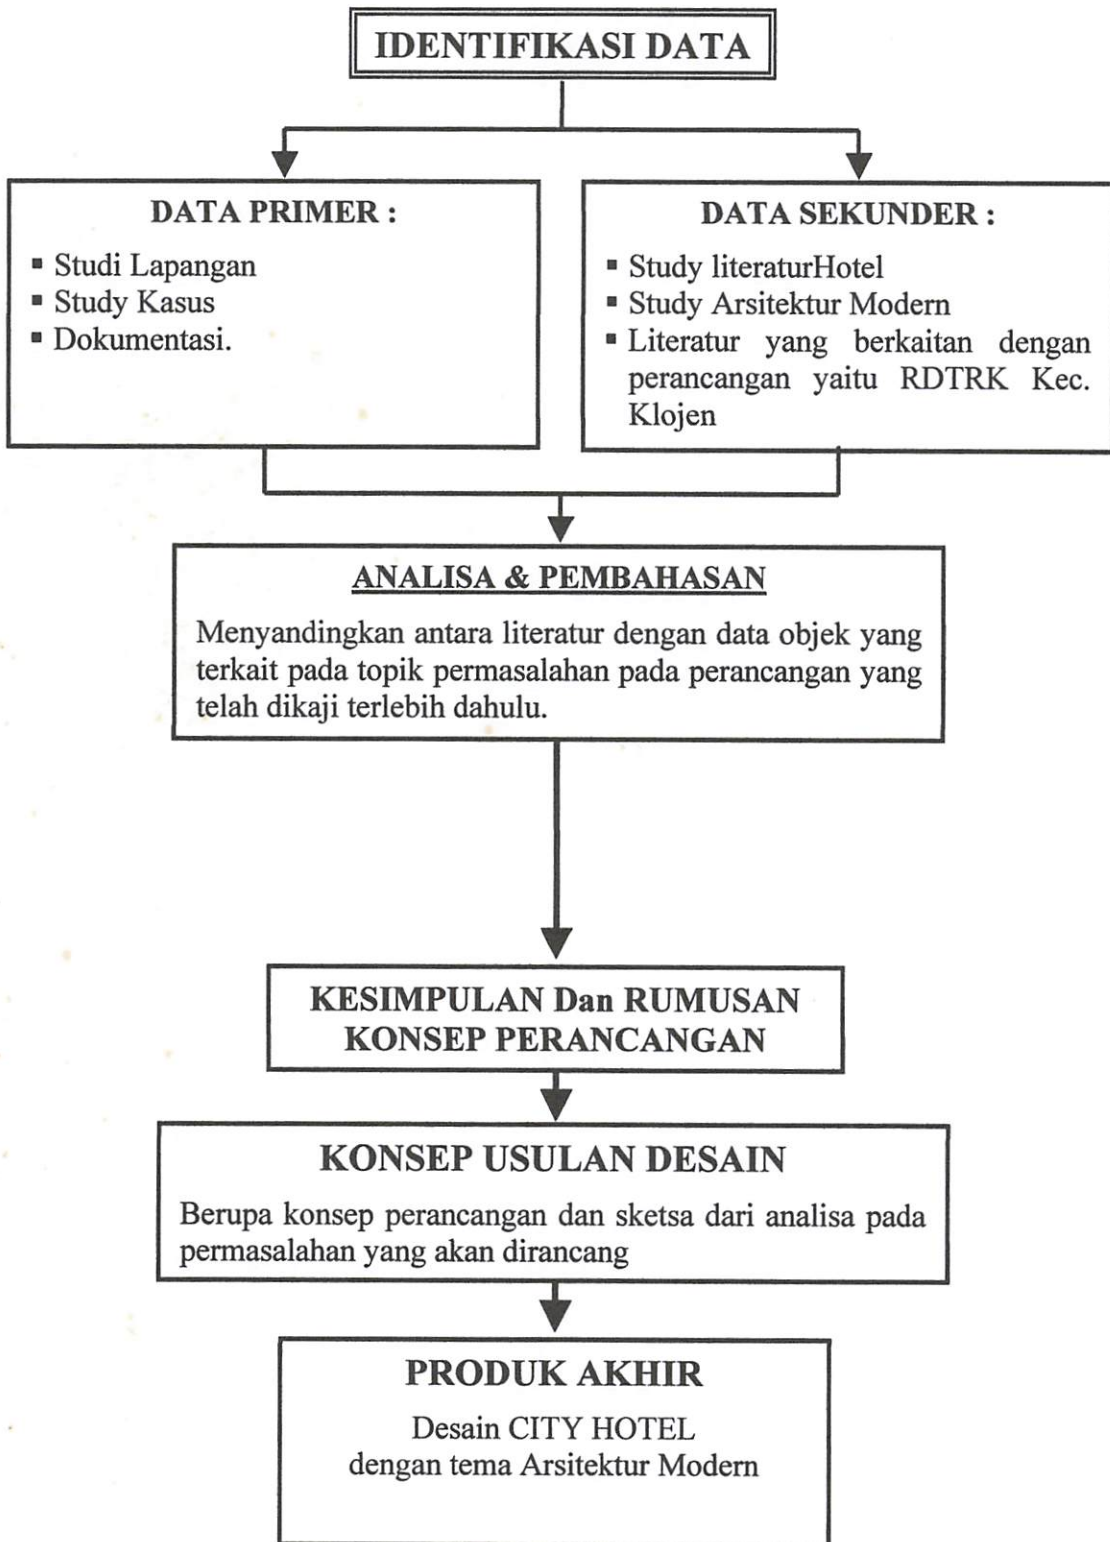 IDENTIFIKASI DATA
DATA PRIMER :
▪ Studi Lapangan
▪ Study Kasus
▪ Dokumentasi.
DATA SEKUNDER :
▪ Study literaturHotel
▪ Study Arsitektur Modern
▪ Literatur yang berkaitan dengan
perancangan yaitu RDTRK Kec.
Klojen
ANALISA & PEMBAHASAN
Menyandingkan antara literatur dengan data objek yang
terkait pada topik permasalahan pada perancangan yang
telah dikaji terlebih dahulu.
KESIMPULAN Dan RUMUSAN
KONSEP PERANCANGAN
KONSEP USULAN DESAIN
Berupa konsep perancangan dan sketsa dari analisa pada
permasalahan yang akan dirancang
PRODUK AKHIR
Desain CITY HOTEL
dengan tema Arsitektur Modern